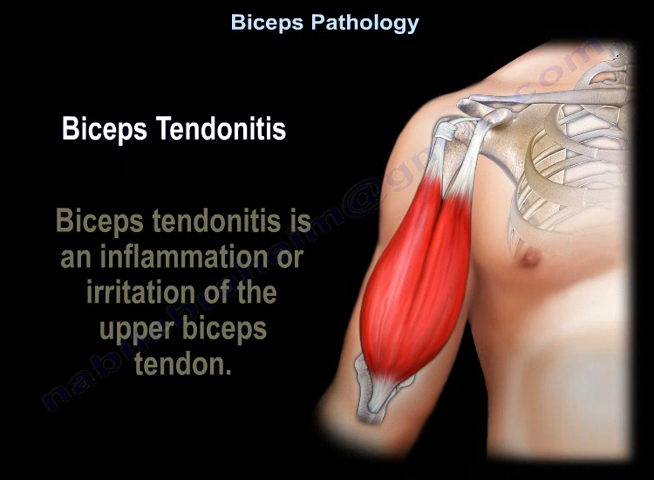 Biceps Pathology
Biceps Tendonitis
Biceps tendonitis is
an inflammation or
irritation of the
upper biceps
tendon.